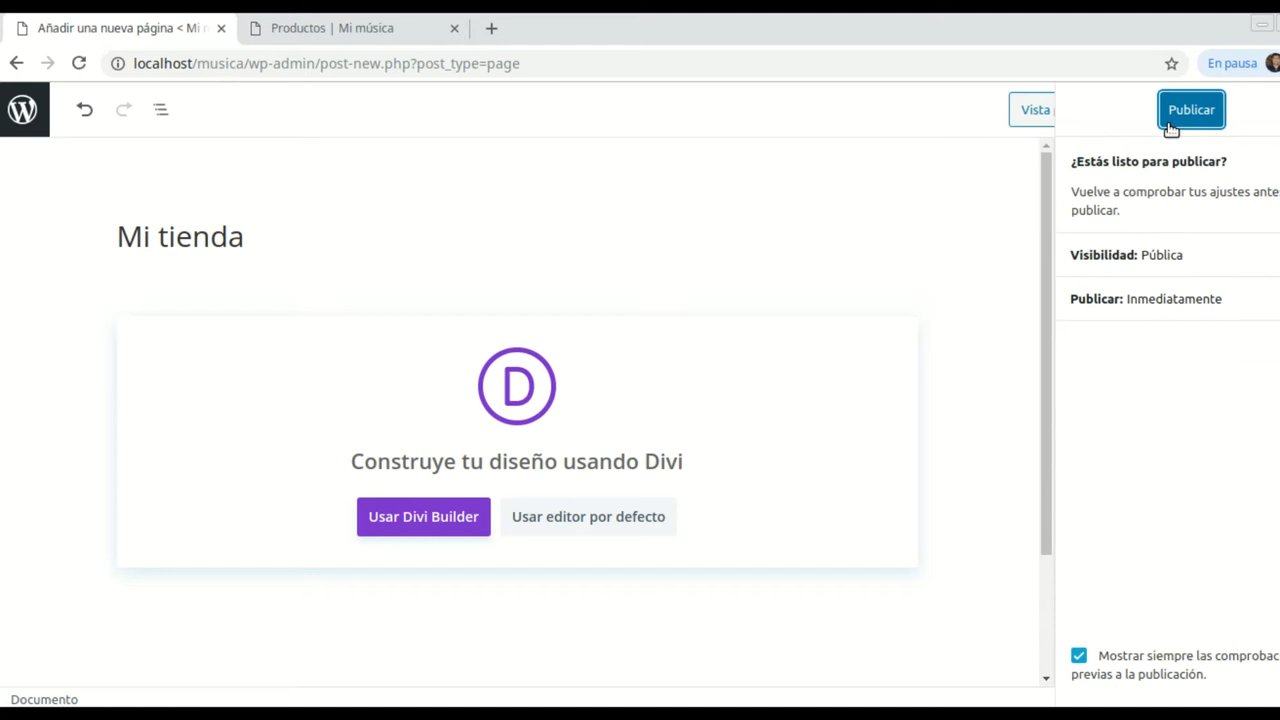 Añadir una nueva página < Mi
Productos | Mi música
localhost/musica/wp-admin/post-new.php?post_type=page
En pausa
Vista
Publicar
¿Estás listo para publicar?
Vuelve a comprobar tus ajustes
publicar.
Visibilidad: Pública
Publicar: Inmediatamente
Mi tienda
D
Construye tu diseño usando Divi
Usar Divi Builder
Usar editor por defecto
Mostrar siempre las
previas a la publicación.
Documento